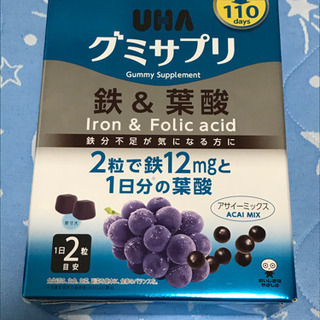 110
days
UHA
グミサプリ
Gummy Supplement
鉄 & 葉酸
Iron & Folic acid
鉄分不足が気になる方に
2粒で鉄12mgと
1日分の葉酸
アサイーミックス
ACAI MIX
1日2粒
目安